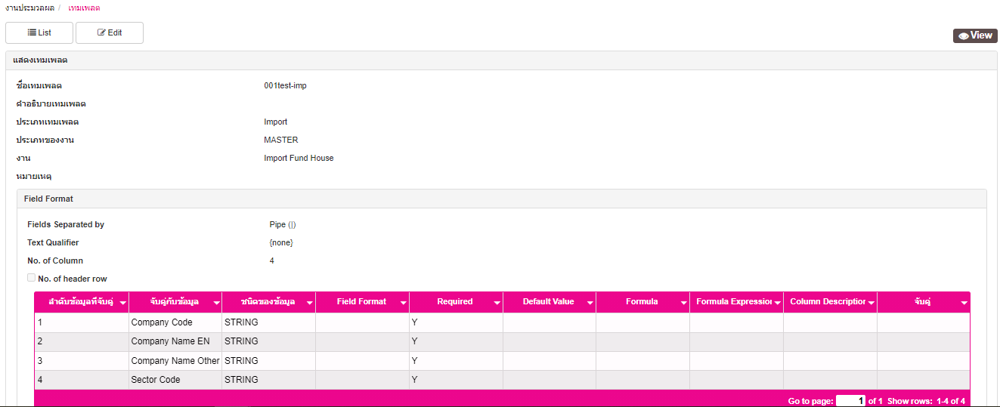 งานประมวลผล / เทมเพลต
List Edit
View
แสดงเทมเพลต
ชื่อเทมเพลต 001test-imp
คำอธิบายเทมเพลต
ประเภทเทมเพลต Import
ประเภทของงาน MASTER
งาน Import Fund House
หมายเหตุ
Field Format
Fields Separated by Pipe (|)
Text Qualifier {none}
No. of Column 4
No. of header row
ลำดับข้อมูลที่จับคู่ จับคู่กับข้อมูล ชนิดของข้อมูล Field Format Required Default Value Formula Formula Expression Column Description จับคู่
1 Company Code STRING Y
2 Company Name EN STRING Y
3 Company Name Other STRING Y
4 Sector Code STRING Y
Go to page: 1 of 1 Show rows: 1-4 of 4